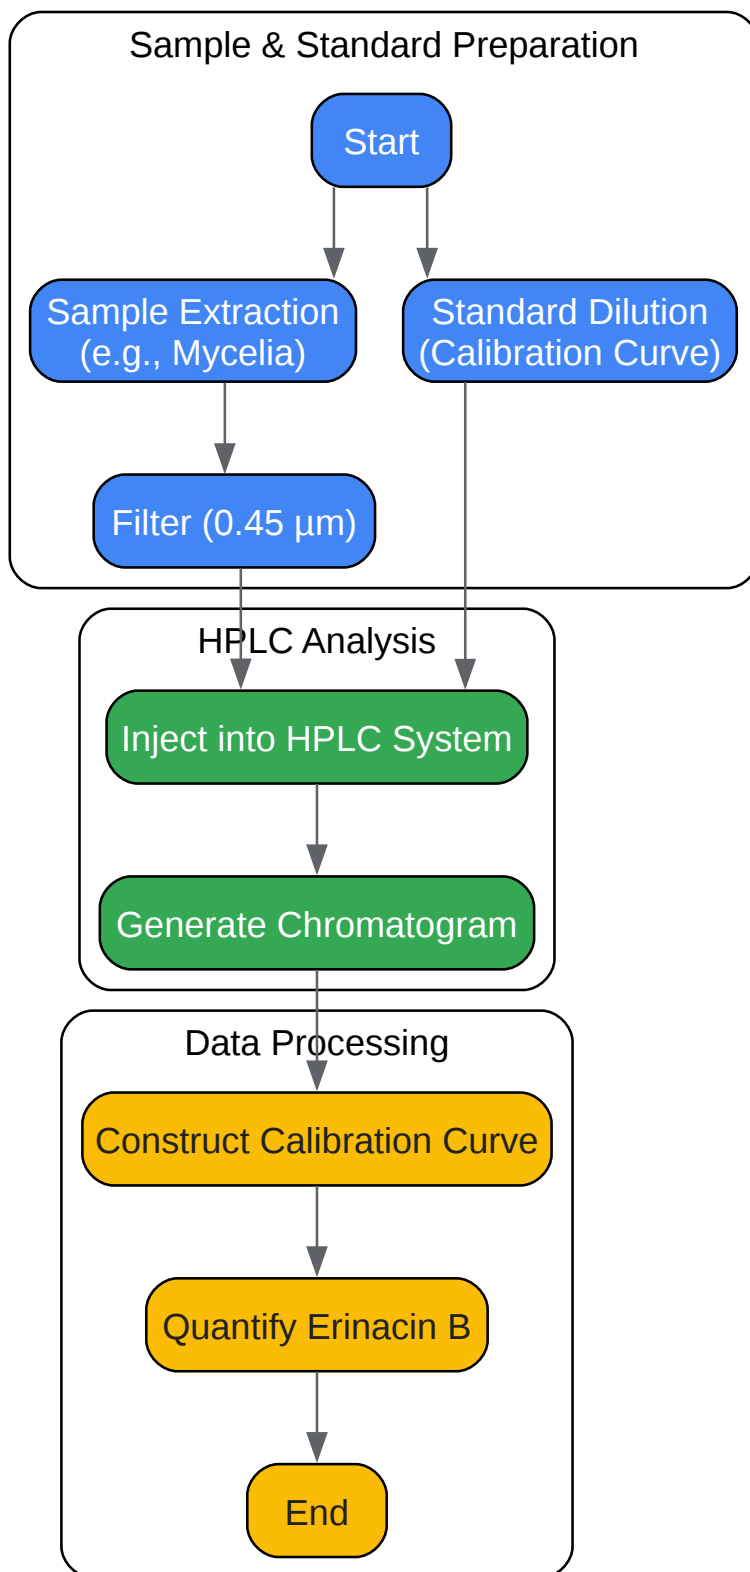 Sample & Standard Preparation
Start
Sample Extraction
(e.g., Mycelia)
Standard Dilution
(Calibration Curve)
Filter (0.45 µm)
HPLC Analysis
Inject into HPLC System
Generate Chromatogram
Data Processing
Construct Calibration Curve
Quantify Erinacin B
End